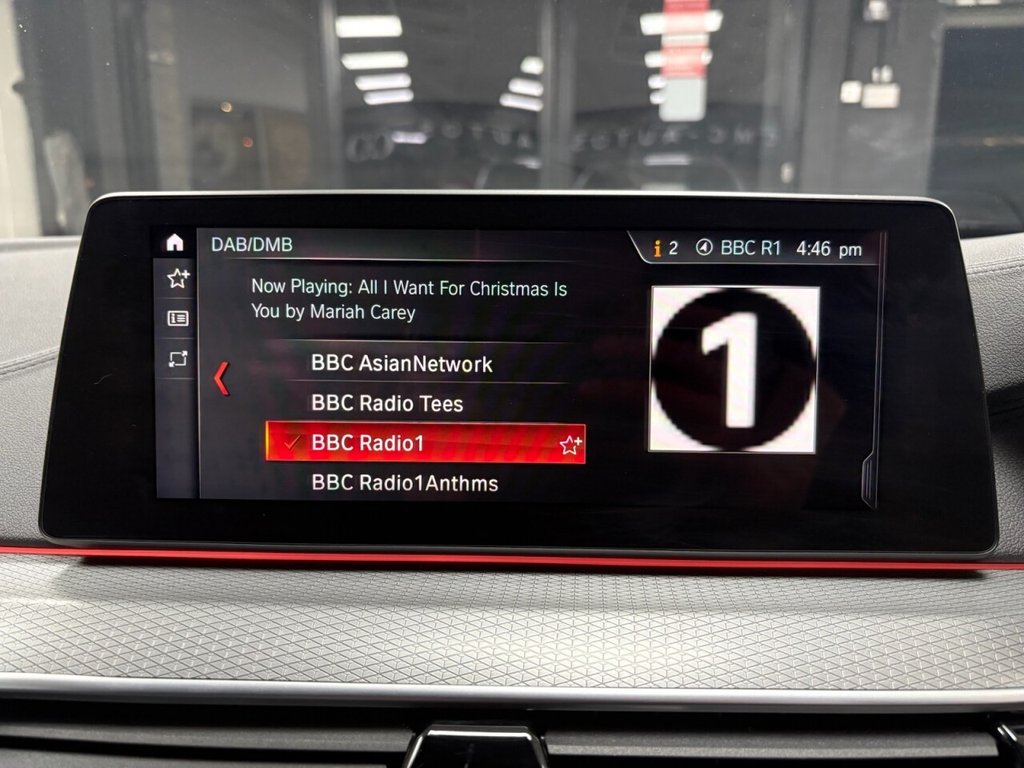 DAB/DMB
2
BBC R1
4:46 pm
Now Playing: All I Want For Christmas Is
You by Mariah Carey
BBC AsianNetwork
BBC Radio Tees
BBC Radio1
BBC Radio1Anthms
1